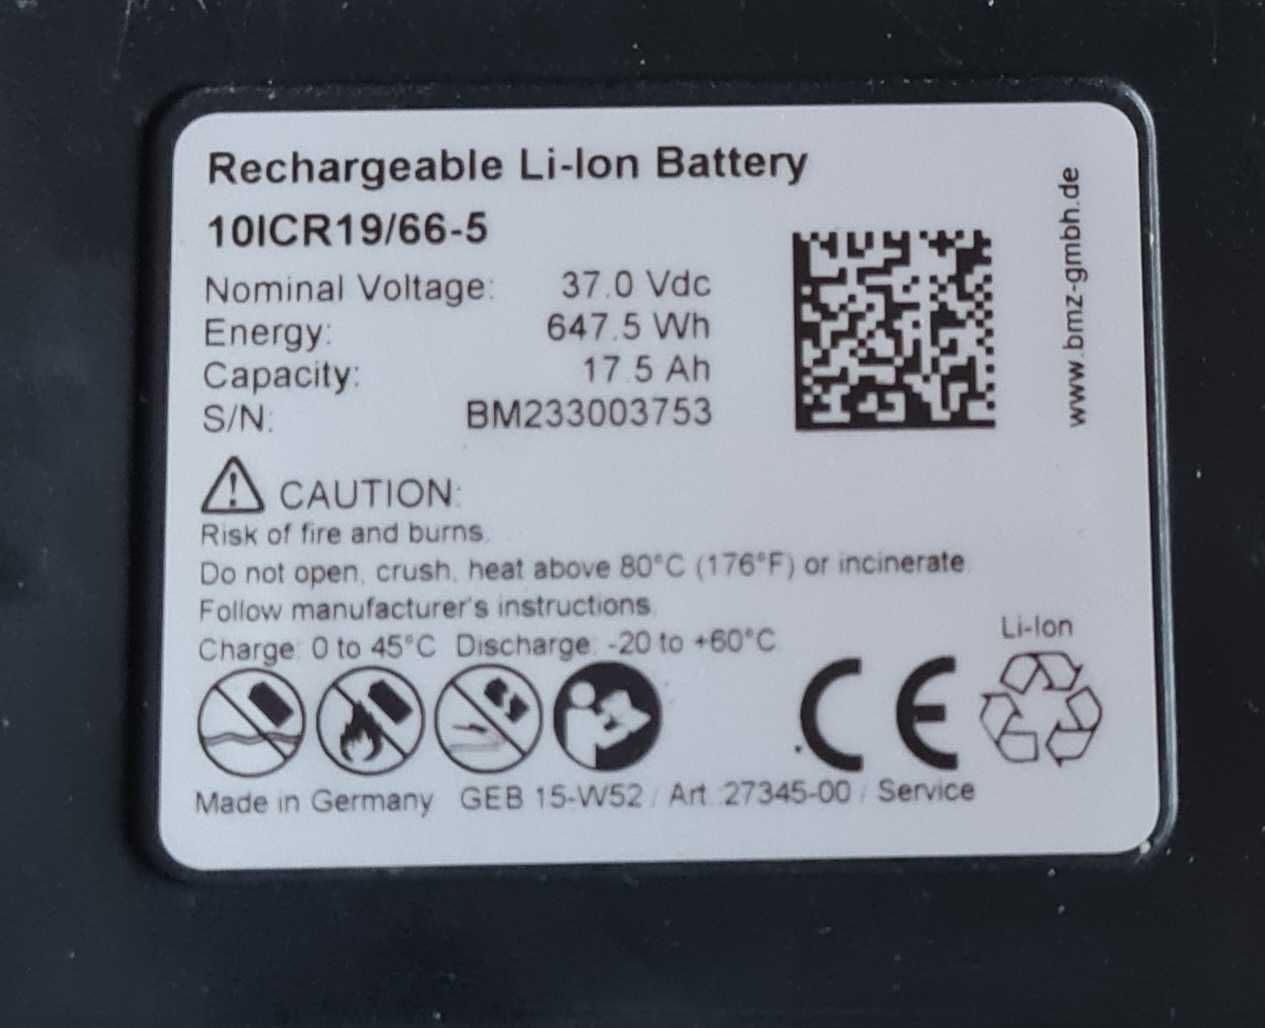 Rechargeable Li-Ion Battery
10ICR19/66-5
Nominal Voltage: 37.0 Vdc
Energy: 647.5 Wh
Capacity: 17.5 Ah
S/N: BM233003753
www.bmz-gmbh.de
CAUTION:
Risk of fire and burns.
Do not open, crush, heat above 80°C (176°F) or incinerate.
Follow manufacturer's instructions.
Charge: 0 to 45°C Discharge: -20 to +60°C
Li-Ion
CE
Made in Germany GEB 15-W52 / Art.:27345-00 / Service